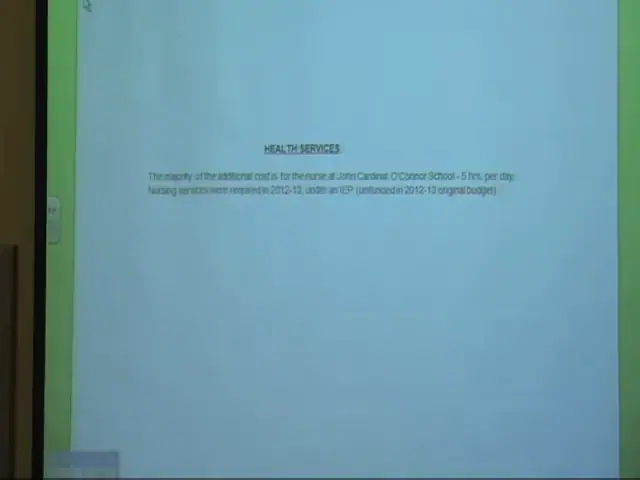 HEALTH SERVICES
The majority of the additional cost is for the nurse at John Cardinal O'Connor School - 5 hrs. per day.
Nursing services were required in 2012-13, under an IEP (unfunded in 2012-13 original budget)